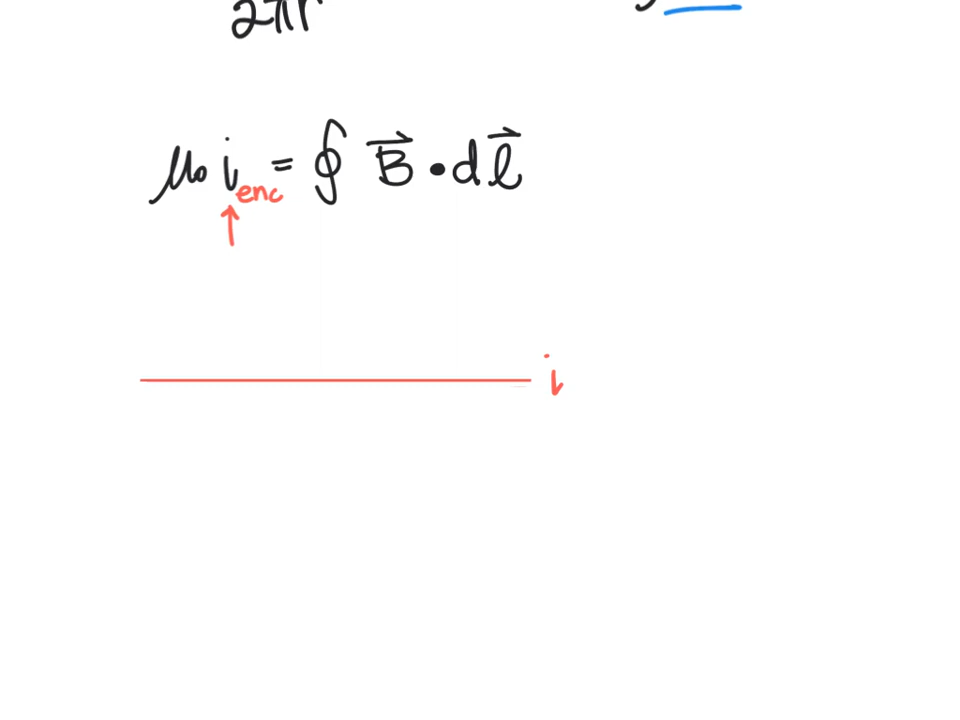 2πr
μ₀ i_enc = ∮ B⃗ • dℓ⃗
i